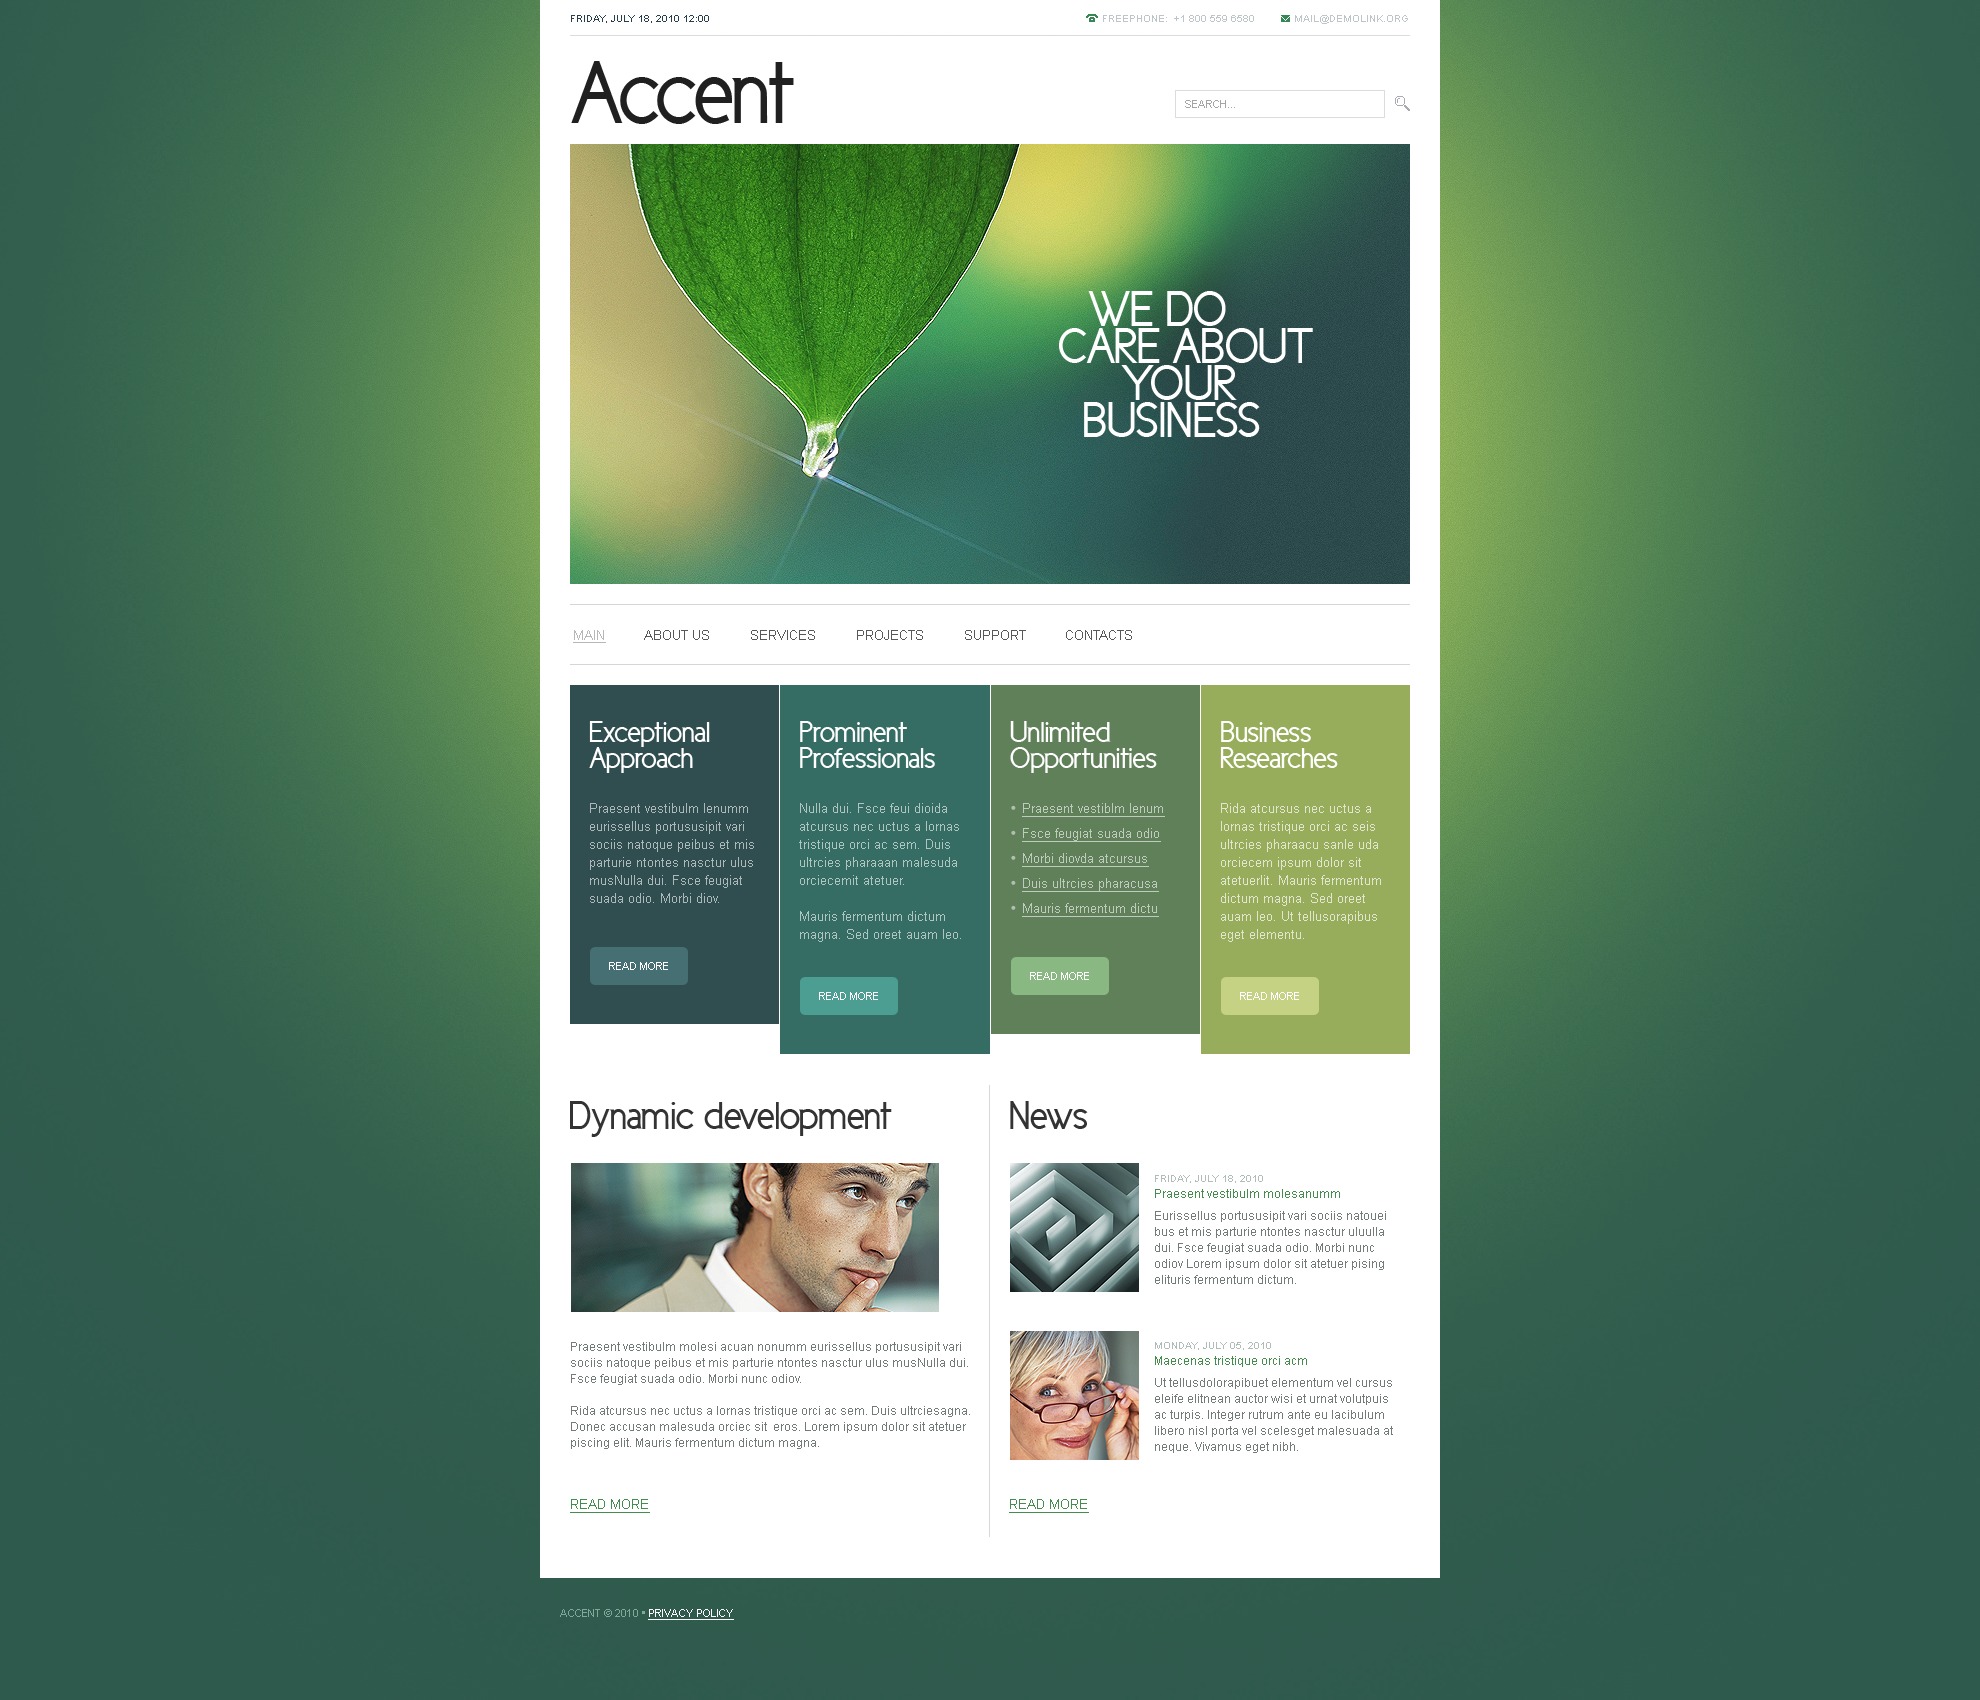 FRIDAY, JULY 18, 2010 12:00
FREEPHONE: +1 800 559 6580
MAIL@DEMOLINK.ORG
Accent
SEARCH...
WE DO
CARE ABOUT
YOUR
BUSINESS
MAIN
ABOUT US
SERVICES
PROJECTS
SUPPORT
CONTACTS
Exceptional
Approach
Praesent vestibulm lenumm
eurissellus portususipit vari
sociis natoque peibus et mis
parturie ntontes nasctur ulus
musNulla dui. Fsce feugiat
suada odio. Morbi diov.
READ MORE
Prominent
Professionals
Nulla dui. Fsce feui dioida
atcursus nec uctus a lornas
tristique orci ac sem. Duis
ultrcies pharaaan malesuda
orciecemit atetuer.
Mauris fermentum dictum
magna. Sed oreet auam leo.
READ MORE
Unlimited
Opportunities
• Praesent vestiblm lenum
• Fsce feugiat suada odio
• Morbi diovda atcursus
• Duis ultrcies pharacusa
• Mauris fermentum dictu
READ MORE
Business
Researches
Rida atcursus nec uctus a
lornas tristique orci ac seis
ultrcies pharaacu sanle uda
orciecem ipsum dolor sit
atetuerlit. Mauris fermentum
dictum magna. Sed oreet
auam leo. Ut tellusorapibus
eget elementu.
READ MORE
Dynamic development
Praesent vestibulm molesi acuan nonumm eurissellus portususipit vari
sociis natoque peibus et mis parturie ntontes nasctur ulus musNulla dui.
Fsce feugiat suada odio. Morbi nunc odiov.
Rida atcursus nec uctus a lornas tristique orci ac sem. Duis ultrciesagna.
Donec accusan malesuda orciec sit eros. Lorem ipsum dolor sit atetuer
piscing elit. Mauris fermentum dictum magna.
READ MORE
News
FRIDAY, JULY 18, 2010
Praesent vestibulm molesanumm
Eurissellus portususipit vari sociis natouei
bus et mis parturie ntontes nasctur uluulla
dui. Fsce feugiat suada odio. Morbi nunc
odiov Lorem ipsum dolor sit atetuer pising
elituris fermentum dictum.
MONDAY, JULY 05, 2010
Maecenas tristique orci acm
Ut tellusdolorapibuet elementum vel cursus
eleife elitnean auctor wisi et urnat volutpuis
ac turpis. Integer rutrum ante eu lacibulum
libero nisl porta vel scelesget malesuada at
neque. Vivamus eget nibh.
READ MORE
ACCENT © 2010 • PRIVACY POLICY